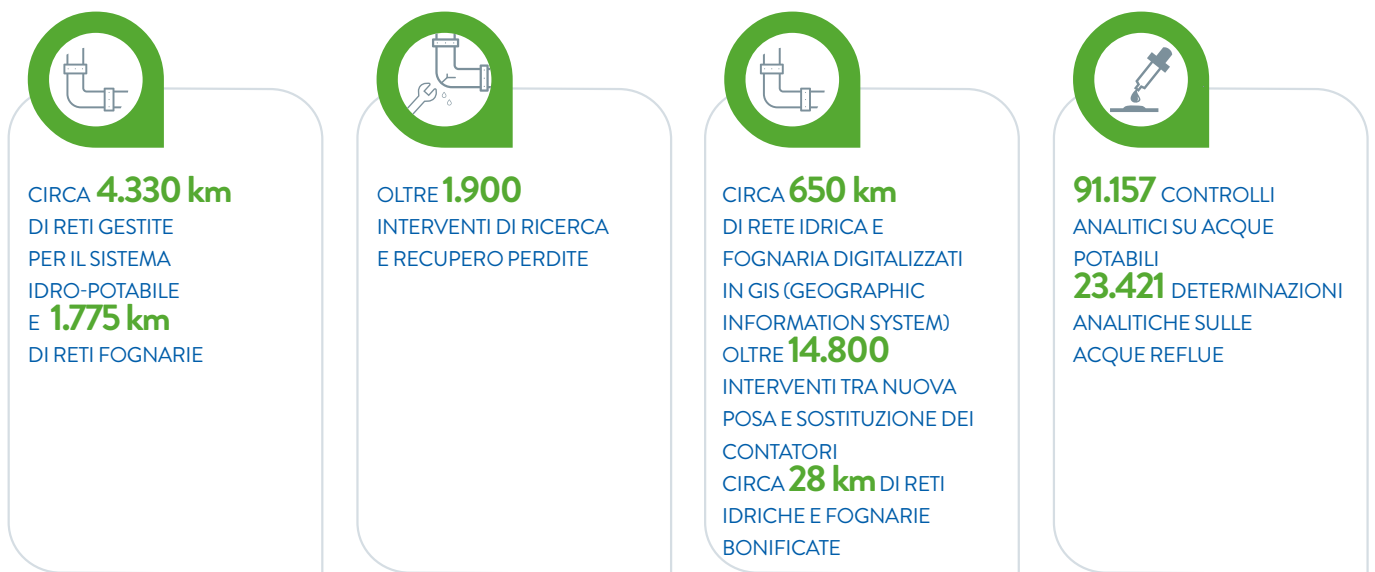 CIRCA 4.330 km
DI RETI GESTITE
PER IL SISTEMA
IDRO-POTABILE
E 1.775 km
DI RETI FOGNARIE
OLTRE 1.900
INTERVENTI DI RICERCA
E RECUPERO PERDITE
CIRCA 650 km
DI RETE IDRICA E
FOGNARIA DIGITALIZZATI
IN GIS (GEOGRAPHIC
INFORMATION SYSTEM)
OLTRE 14.800
INTERVENTI TRA NUOVA
POSA E SOSTITUZIONE DEI
CONTATORI
CIRCA 28 km DI RETI
IDRICHE E FOGNARIE
BONIFICATE
91.157 CONTROLLI
ANALITICI SU ACQUE
POTABILI
23.421 DETERMINAZIONI
ANALITICHE SULLE
ACQUE REFLUE